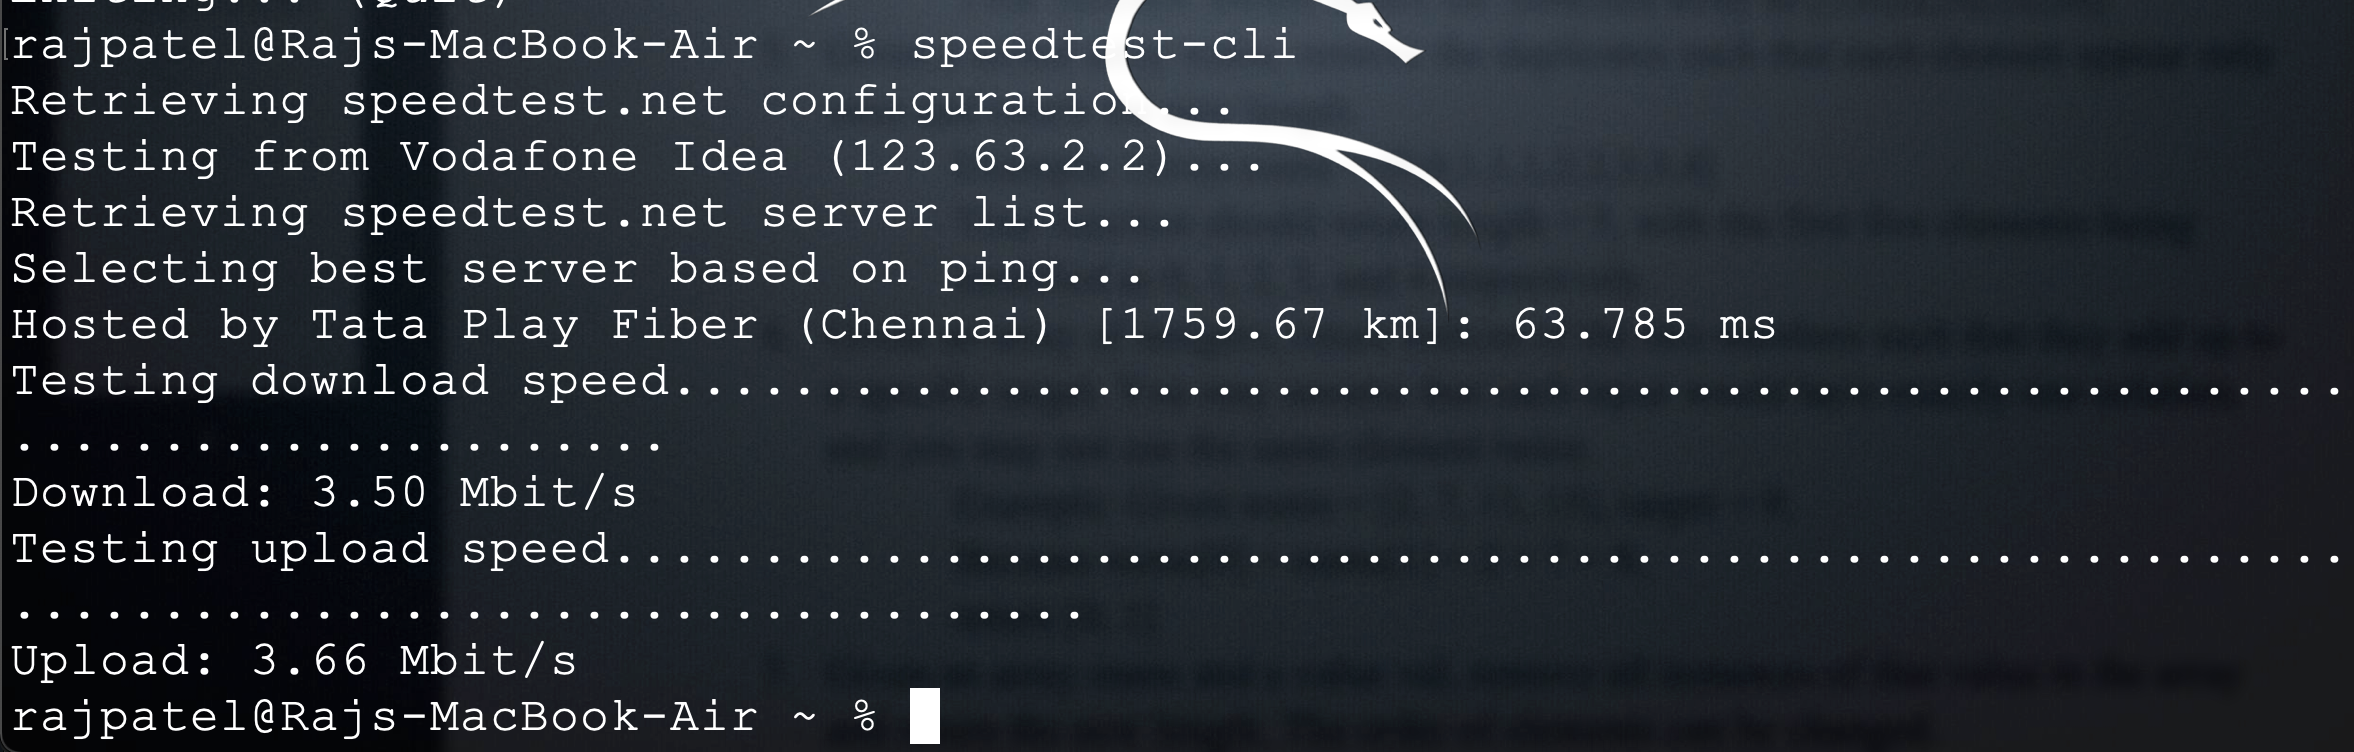 rajpatel@Rajs-MacBook-Air ~ % speedtest-cli
Retrieving speedtest.net configuration...
Testing from Vodafone Idea (123.63.2.2)...
Retrieving speedtest.net server list...
Selecting best server based on ping...
Hosted by Tata Play Fiber (Chennai) [1759.67 km]: 63.785 ms
Testing download speed........................................................
......................
Download: 3.50 Mbit/s
Testing upload speed..........................................................
....................................
Upload: 3.66 Mbit/s
rajpatel@Rajs-MacBook-Air ~ %